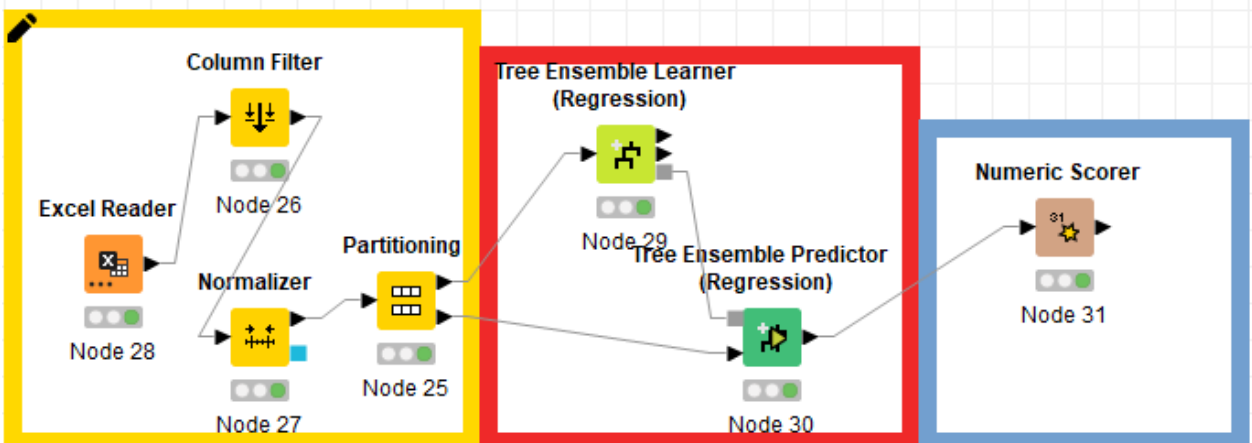 Column Filter
Node 26
Excel Reader
Node 28
Normalizer
Node 27
Partitioning
Node 25
Tree Ensemble Learner
(Regression)
Node 29
Tree Ensemble Predictor
(Regression)
Node 30
Numeric Scorer
31
Node 31